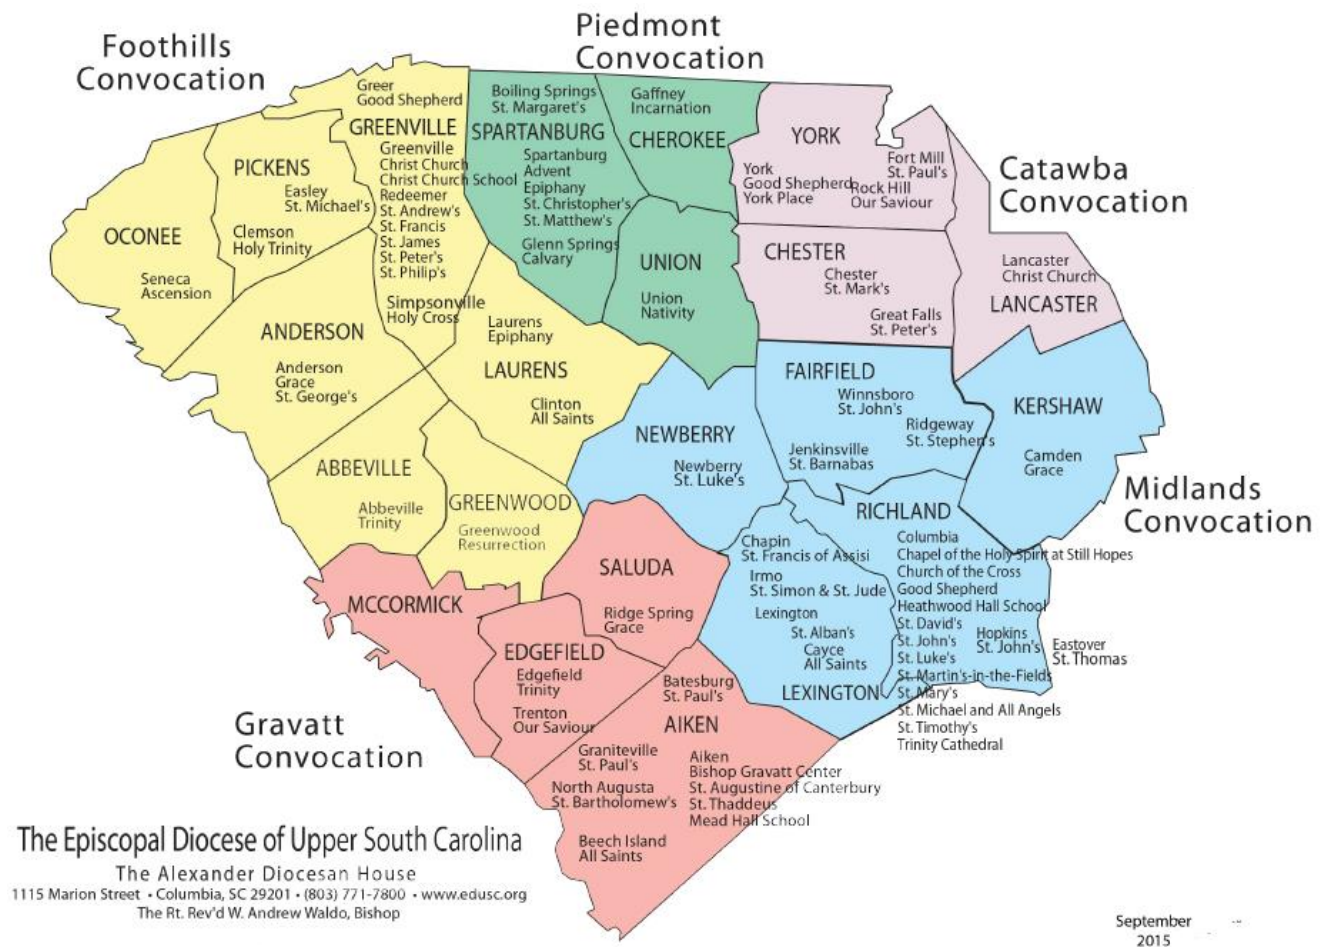 Foothills
Convocation
Piedmont
Convocation
Catawba
Convocation
Midlands
Convocation
Gravatt
Convocation
OCONEE
Seneca
Ascension
PICKENS
Easley
St. Michael's
Clemson
Holy Trinity
Greer
Good Shepherd
GREENVILLE
Greenville
Christ Church
Christ Church School
Redeemer
St. Andrew's
St. Francis
St. James
St. Peter's
St. Philip's
Simpsonville
Holy Cross
ANDERSON
Anderson
Grace
St. George's
Laurens
Epiphany
LAURENS
Clinton
All Saints
ABBEVILLE
Abbeville
Trinity
GREENWOOD
Greenwood
Resurrection
Boiling Springs
St. Margaret's
SPARTANBURG
Spartanburg
Advent
Epiphany
St. Christopher's
St. Matthew's
Glenn Springs
Calvary
Gaffney
Incarnation
CHEROKEE
UNION
Union
Nativity
YORK
York
Good Shepherd
York Place
Fort Mill
St. Paul's
Rock Hill
Our Saviour
CHESTER
Chester
St. Mark's
Great Falls
St. Peter's
Lancaster
Christ Church
LANCASTER
FAIRFIELD
Winnsboro
St. John's
Ridgeway
St. Stephen's
Jenkinsville
St. Barnabas
KERSHAW
Camden
Grace
NEWBERRY
Newberry
St. Luke's
RICHLAND
Columbia
Chapel of the Holy Spirit at Still Hopes
Church of the Cross
Good Shepherd
Heathwood Hall School
St. David's
St. John's
St. Luke's
St. Martin's-in-the-Fields
St. Mary's
St. Michael and All Angels
St. Timothy's
Trinity Cathedral
Hopkins
St. John's
Eastover
St. Thomas
Chapin
St. Francis of Assisi
Irmo
St. Simon & St. Jude
Lexington
St. Alban's
Cayce
All Saints
LEXINGTON
SALUDA
Ridge Spring
Grace
MCCORMICK
EDGEFIELD
Edgefield
Trinity
Trenton
Our Saviour
Batesburg
St. Paul's
AIKEN
Graniteville
St. Paul's
North Augusta
St. Bartholomew's
Beech Island
All Saints
Aiken
Bishop Gravatt Center
St. Augustine of Canterbury
St. Thaddeus
Mead Hall School
The Episcopal Diocese of Upper South Carolina
The Alexander Diocesan House
1115 Marion Street • Columbia, SC 29201 • (803) 771-7800 • www.edusc.org
The Rt. Rev'd W. Andrew Waldo, Bishop
September
2015